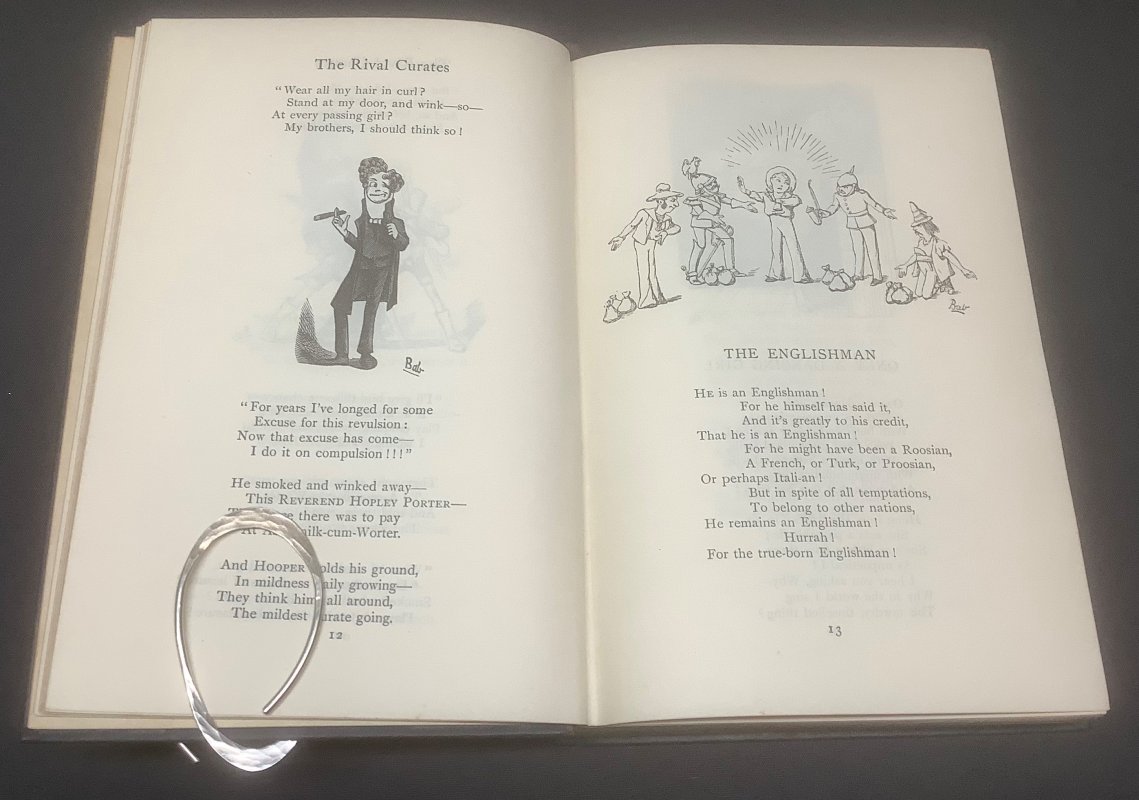 The Rival Curates
"Wear all my hair in curl?
Stand at my door, and wink—so—
At every passing girl?
My brothers, I should think so!
Bab
"For years I've longed for some
Excuse for this revulsion:
Now that excuse has come—
I do it on compulsion!!!"
He smoked and winked away—
This REVEREND HOPLEY PORTER—
there was to pay
At -cum-Worter.
And HOOPER holds his ground,
In mildness daily growing—
They think him all around,
The mildest curate going.
12
Bab
THE ENGLISHMAN
HE is an Englishman!
For he himself has said it,
And it's greatly to his credit,
That he is an Englishman!
For he might have been a Roosian,
A French, or Turk, or Proosian,
Or perhaps Itali-an!
But in spite of all temptations,
To belong to other nations,
He remains an Englishman!
Hurrah!
For the true-born Englishman!
13